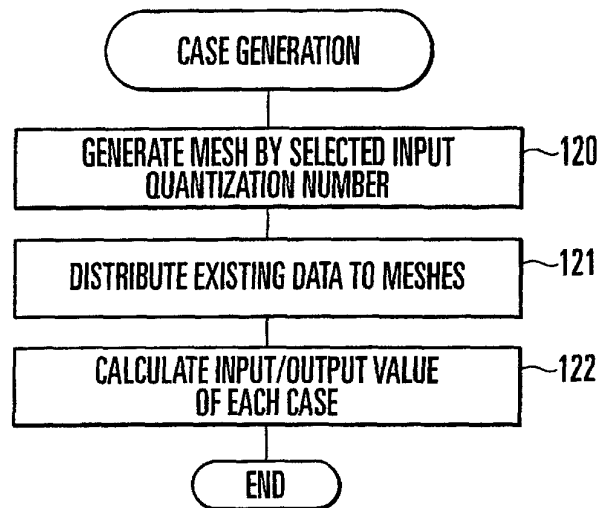 CASE GENERATION
GENERATE MESH BY SELECTED INPUT
QUANTIZATION NUMBER
120
DISTRIBUTE EXISTING DATA TO MESHES
121
CALCULATE INPUT/OUTPUT VALUE
OF EACH CASE
122
END